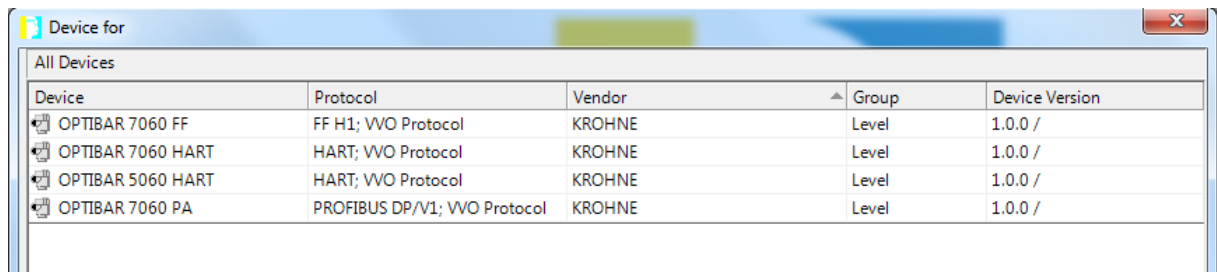 Device for
All Devices
Device Protocol Vendor Group Device Version
OPTIBAR 7060 FF FF H1; VVO Protocol KROHNE Level 1.0.0 /
OPTIBAR 7060 HART HART; VVO Protocol KROHNE Level 1.0.0 /
OPTIBAR 5060 HART HART; VVO Protocol KROHNE Level 1.0.0 /
OPTIBAR 7060 PA PROFIBUS DP/V1; VVO Protocol KROHNE Level 1.0.0 /